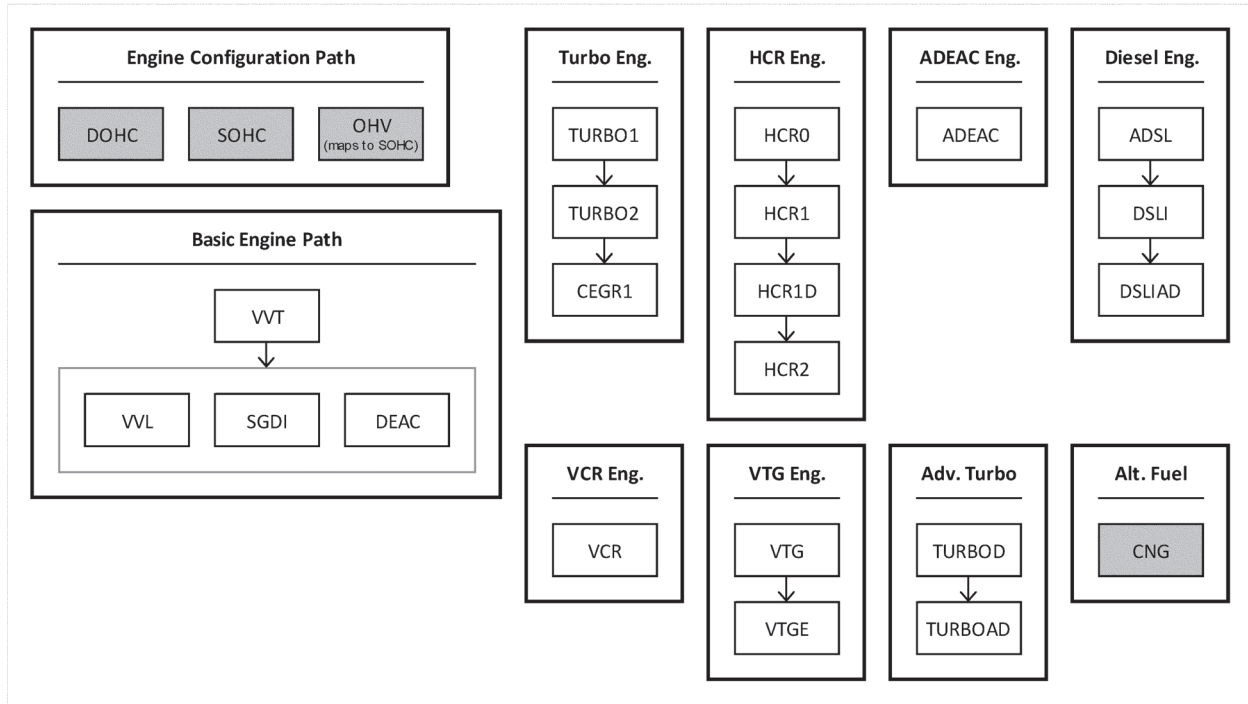 Engine Configuration Path
DOHC
SOHC
OHV
(maps to SOHC)
Basic Engine Path
VVT
VVL
SGDI
DEAC
Turbo Eng.
TURBO1
TURBO2
CEGR1
HCR Eng.
HCR0
HCR1
HCR1D
HCR2
ADEAC Eng.
ADEAC
Diesel Eng.
ADSL
DSLI
DSLIAD
VCR Eng.
VCR
VTG Eng.
VTG
VTGE
Adv. Turbo
TURBOD
TURBOAD
Alt. Fuel
CNG